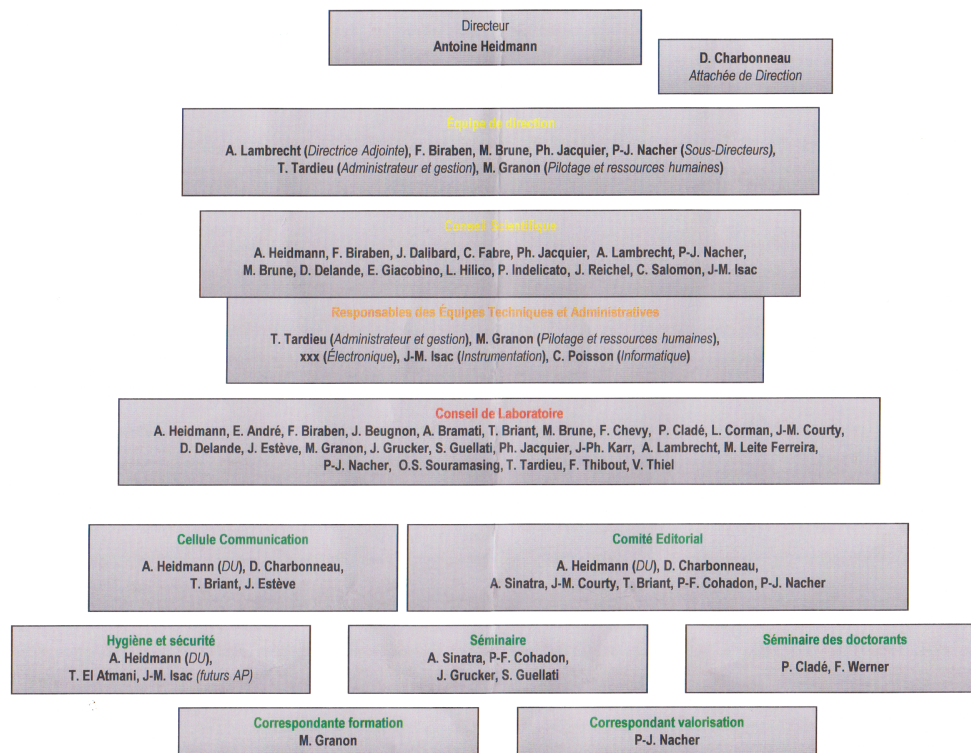 Directeur
Antoine Heidmann
D. Charbonneau
Attachée de Direction
Equipe de direction
A. Lambrecht (Directrice Adjointe), F. Biraben, M. Brune, Ph. Jacquier, P-J. Nacher (Sous-Directeurs),
T. Tardieu (Administrateur et gestion), M. Granon (Pilotage et ressources humaines)
Conseil Scientifique
A. Heidmann, F. Biraben, J. Dalibard, C. Fabre, Ph. Jacquier, A. Lambrecht, P-J. Nacher,
M. Brune, D. Delande, E. Giacobino, L. Hilico, P. Indelicato, J. Reichel, C. Salomon, J-M. Isac
Responsables des Équipes Techniques et Administratives
T. Tardieu (Administrateur et gestion), M. Granon (Pilotage et ressources humaines),
xxx (Électronique), J-M. Isac (Instrumentation), C. Poisson (Informatique)
Conseil de Laboratoire
A. Heidmann, E. André, F. Biraben, J. Beugnon, A. Bramati, T. Briant, M. Brune, F. Chevy, P. Cladé, L. Corman, J-M. Courty,
D. Delande, J. Estève, M. Granon, J. Grucker, S. Guellati, Ph. Jacquier, J-Ph. Karr, A. Lambrecht, M. Leite Ferreira,
P-J. Nacher, O.S. Souramasing, T. Tardieu, F. Thibout, V. Thiel
Cellule Communication
A. Heidmann (DU), D. Charbonneau,
T. Briant, J. Estève
Comité Editorial
A. Heidmann (DU), D. Charbonneau,
A. Sinatra, J-M. Courty, T. Briant, P-F. Cohadon, P-J. Nacher
Hygiène et sécurité
A. Heidmann (DU),
T. El Atmani, J-M. Isac (futurs AP)
Séminaire
A. Sinatra, P-F. Cohadon,
J. Grucker, S. Guellati
Séminaire des doctorants
P. Cladé, F. Werner
Correspondante formation
M. Granon
Correspondant valorisation
P-J. Nacher